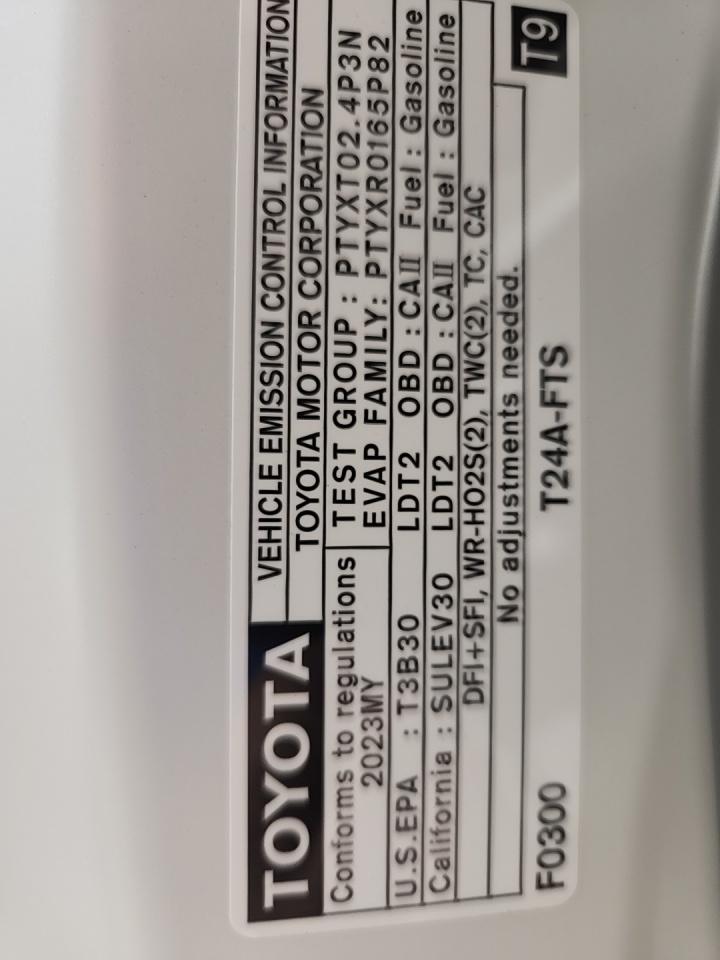 TOYOTA
VEHICLE EMISSION CONTROL INFORMATION
TOYOTA MOTOR CORPORATION
Conforms to regulations
2023MY
TEST GROUP : PTYXT02.4P3N
EVAP FAMILY: PTYXR0165P82
U.S.EPA : T3B30 LDT2 OBD : CAII Fuel : Gasoline
California : SULEV30 LDT2 OBD : CAII Fuel : Gasoline
DFI+SFI, WR-HO2S(2), TWC(2), TC, CAC
No adjustments needed.
F0300 T24A-FTS T9